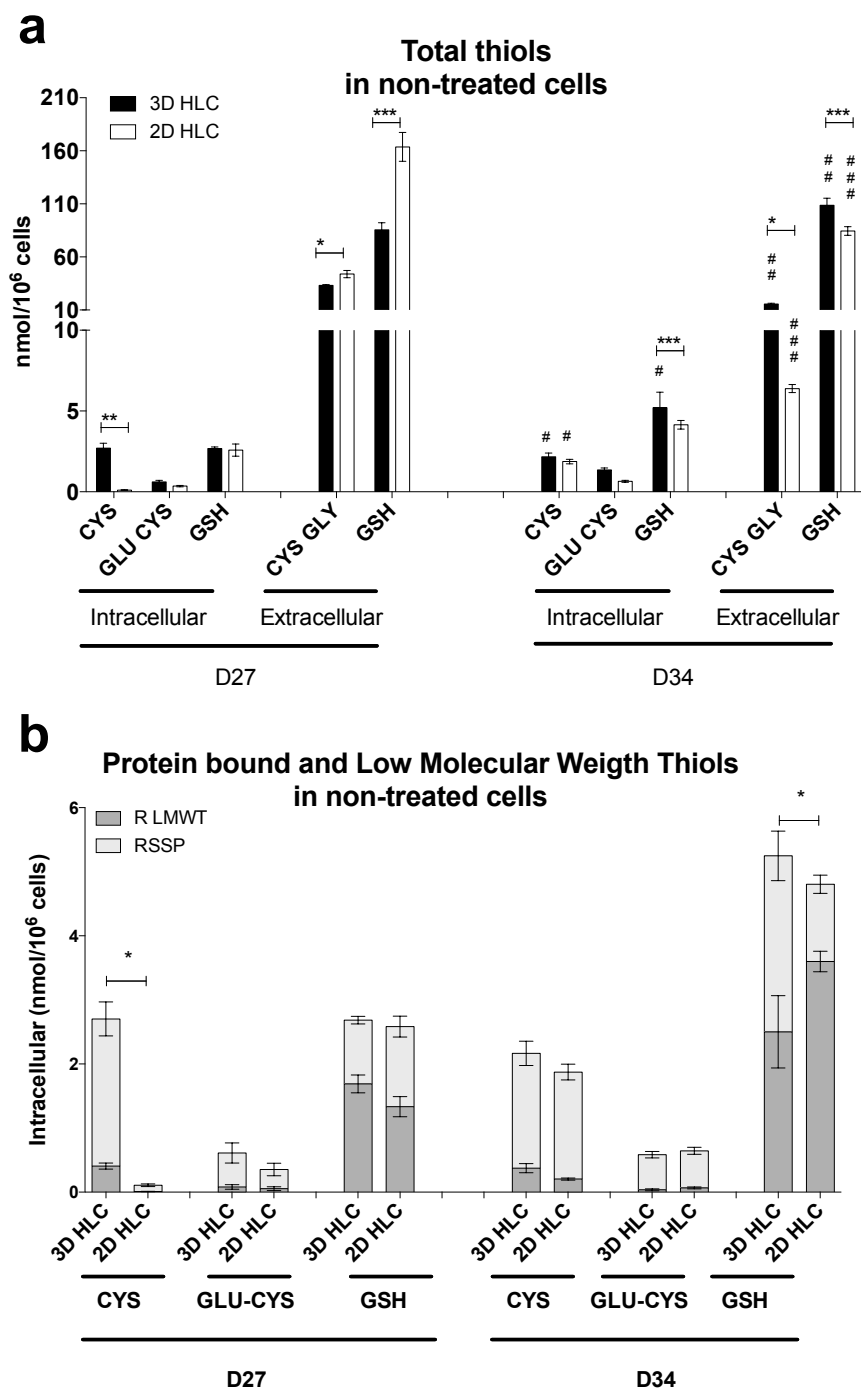 a
Total thiols
in non-treated cells
3D HLC
2D HLC
nmol/10⁶ cells
210
160
110
60
10
10
5
0
**
*
***
#
#
#
***
#
#
*
#
#
#
#
#
***
#
#
#
CYS
GLU CYS
GSH
CYS GLY
GSH
CYS
GLU CYS
GSH
CYS GLY
GSH
Intracellular
Extracellular
Intracellular
Extracellular
D27
D34
b
Protein bound and Low Molecular Weigth Thiols
in non-treated cells
R LMWT
RSSP
Intracellular (nmol/10⁶ cells)
6
4
2
0
*
*
3D HLC
2D HLC
3D HLC
2D HLC
3D HLC
2D HLC
3D HLC
2D HLC
3D HLC
2D HLC
3D HLC
2D HLC
CYS
GLU-CYS
GSH
CYS
GLU-CYS
GSH
D27
D34